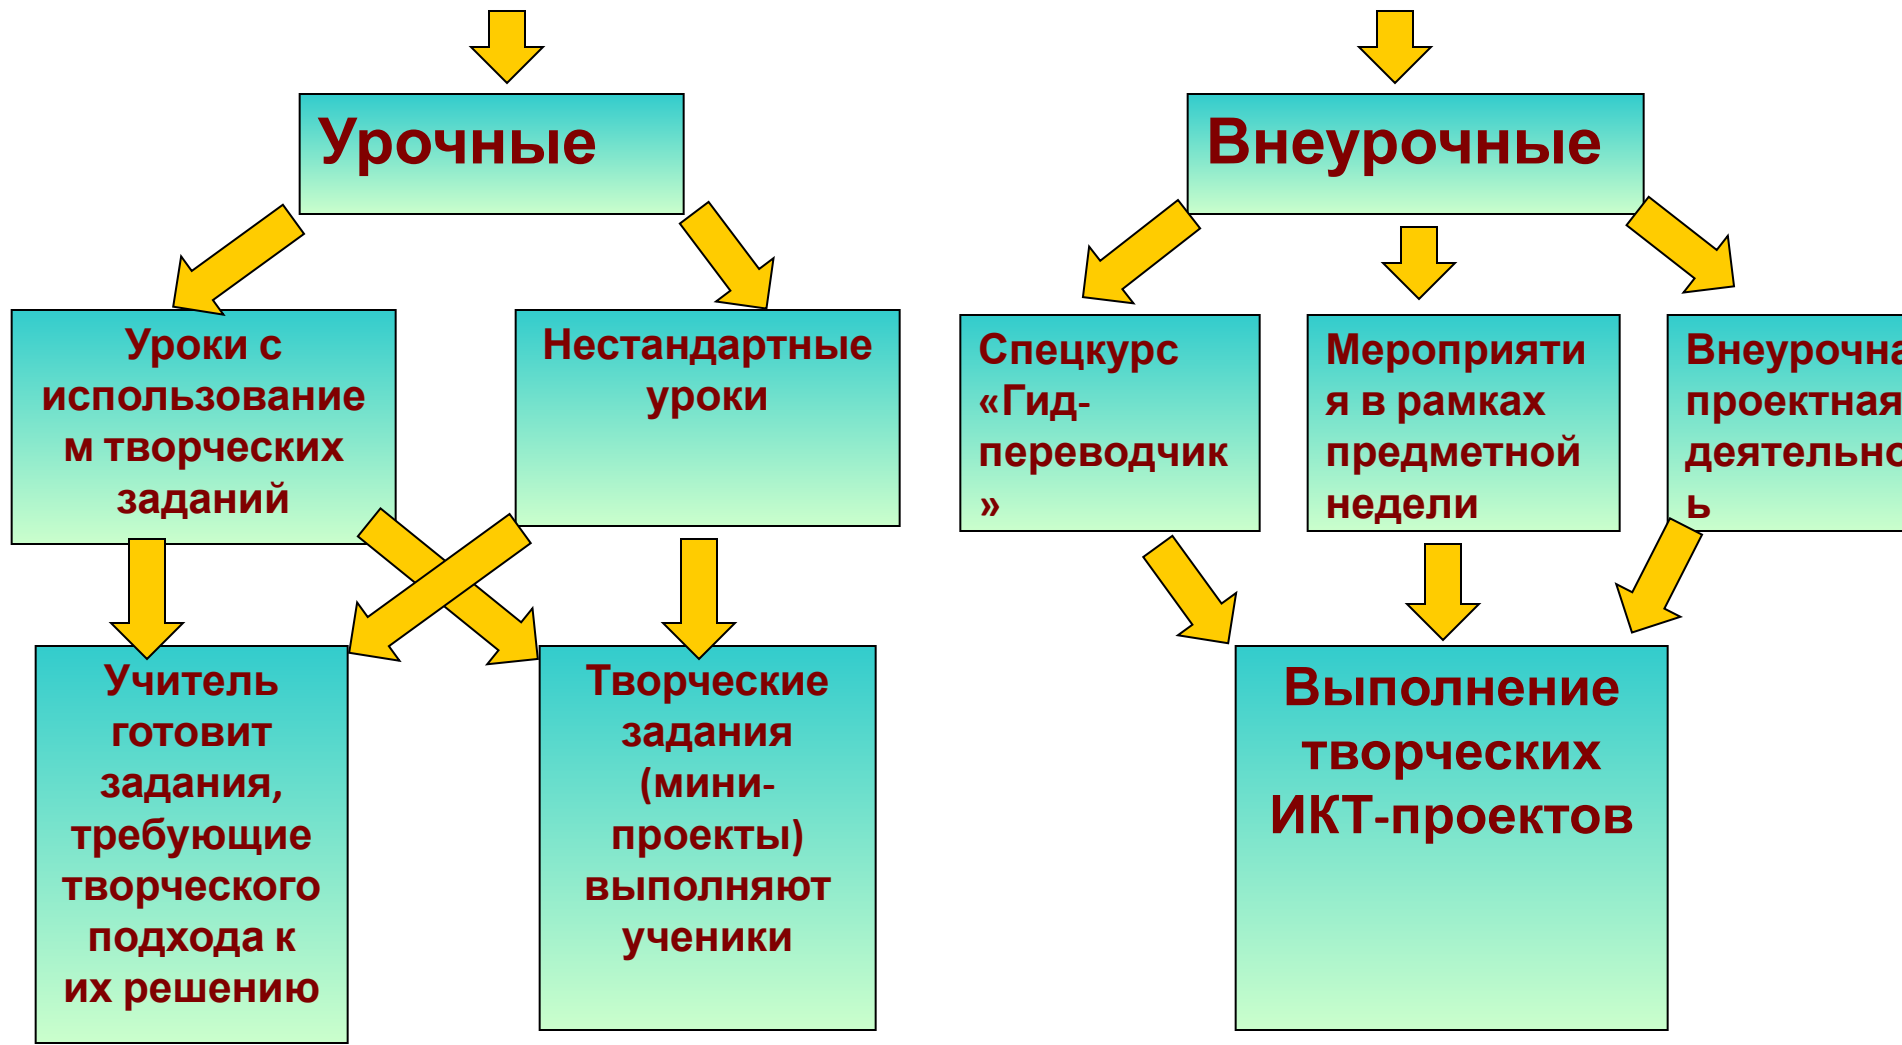 Урочные
Внеурочные
Уроки с
использование
м творческих
заданий
Нестандартные
уроки
Спецкурс
«Гид-
переводчик
»
Мероприяти
я в рамках
предметной
недели
Внеурочна
проектная
деятельно
ь
Учитель
готовит
задания,
требующие
творческого
подхода к
их решению
Творческие
задания
(мини-
проекты)
выполняют
ученики
Выполнение
творческих
ИКТ-проектов